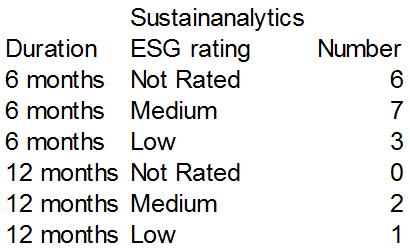 Sustainanalytics
Duration ESG rating Number
6 months Not Rated 6
6 months Medium 7
6 months Low 3
12 months Not Rated 0
12 months Medium 2
12 months Low 1